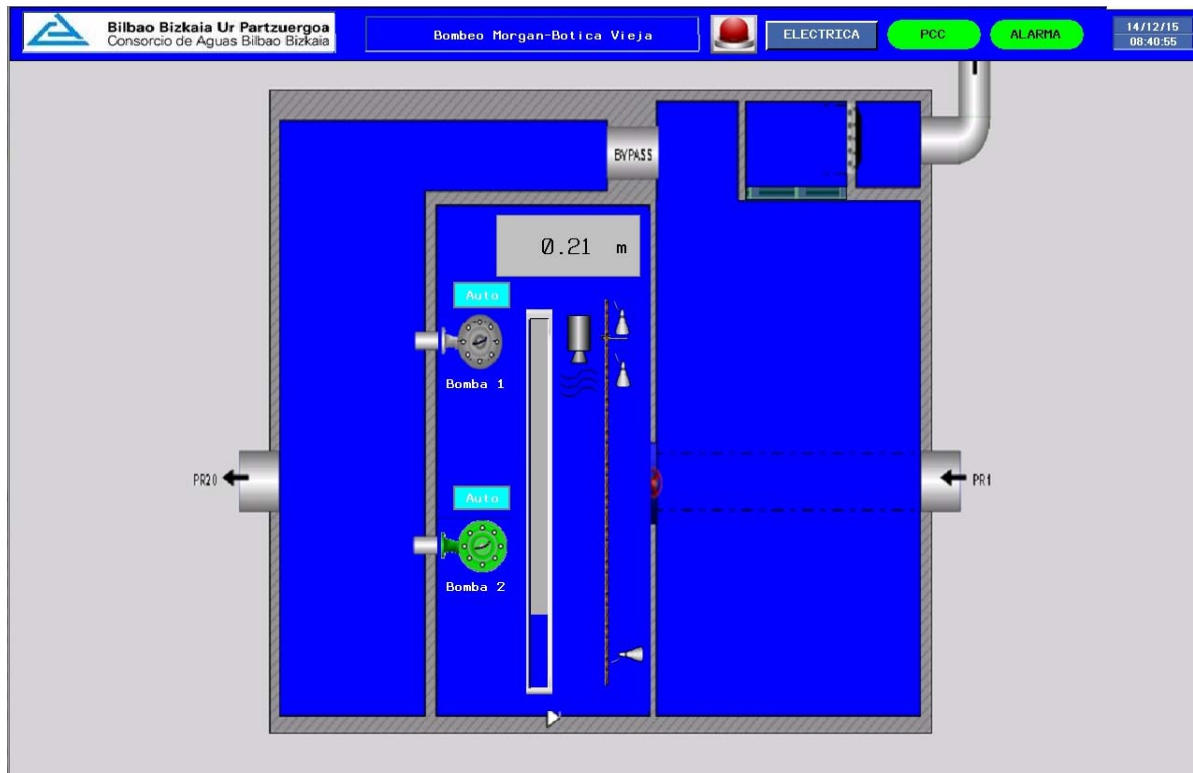 Bilbao Bizkaia Ur Partzuergoa
Consorcio de Aguas Bilbao Bizkaia
Bombeo Morgan-Botica Vieja
ELECTRICA
PCC
ALARMA
14/12/15
08:40:55
BYPASS
0.21 m
Auto
Bomba 1
PR20
PR1
Auto
Bomba 2